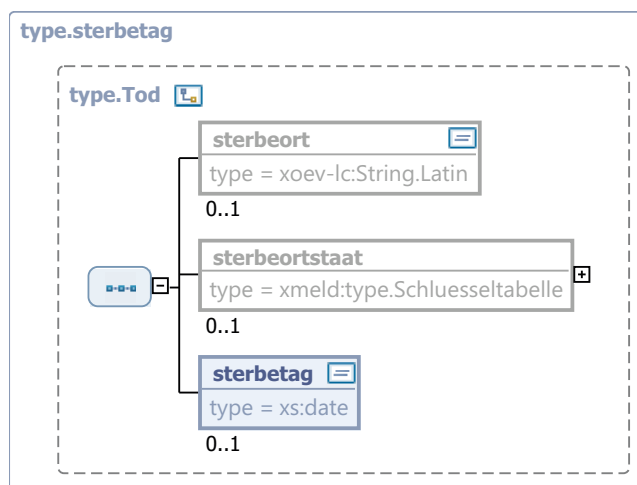 type.sterbetag
type.Tod
sterbeort
type = xoev-lc:String.Latin
0..1
sterbeortstaat
type = xmeld:type.Schluesseltabelle
0..1
sterbetag
type = xs:date
0..1